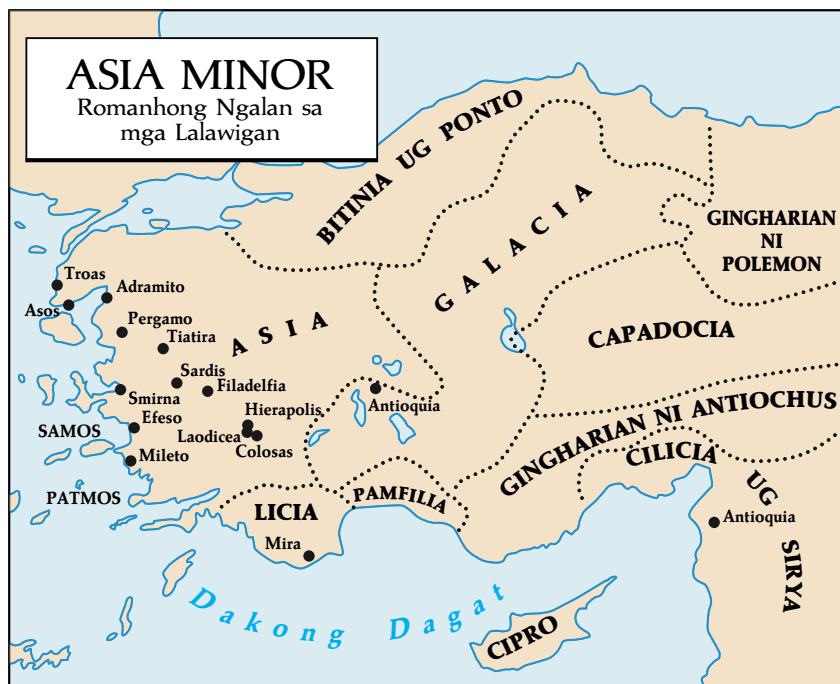 ASIA MINOR
Romanhong Ngalan sa
mga Lalawigan
BITINIA UG PONTO
GALACIA
GINGHARIAN
NI
POLEMON
Troas
Adramito
Asos
Pergamo
Tiatira
ASIA
CAPADOCIA
Sardis
Filadelfia
Smirna
Antioquia
Efeso
Hierapolis
SAMOS
Laodicea
Colosas
Mileto
GINGHARIAN NI ANTIOCHUS
CILICIA
UG
SIRYA
PATMOS
LICIA
PAMFILIA
Antioquia
Mira
Dakong Dagat
CIPRO